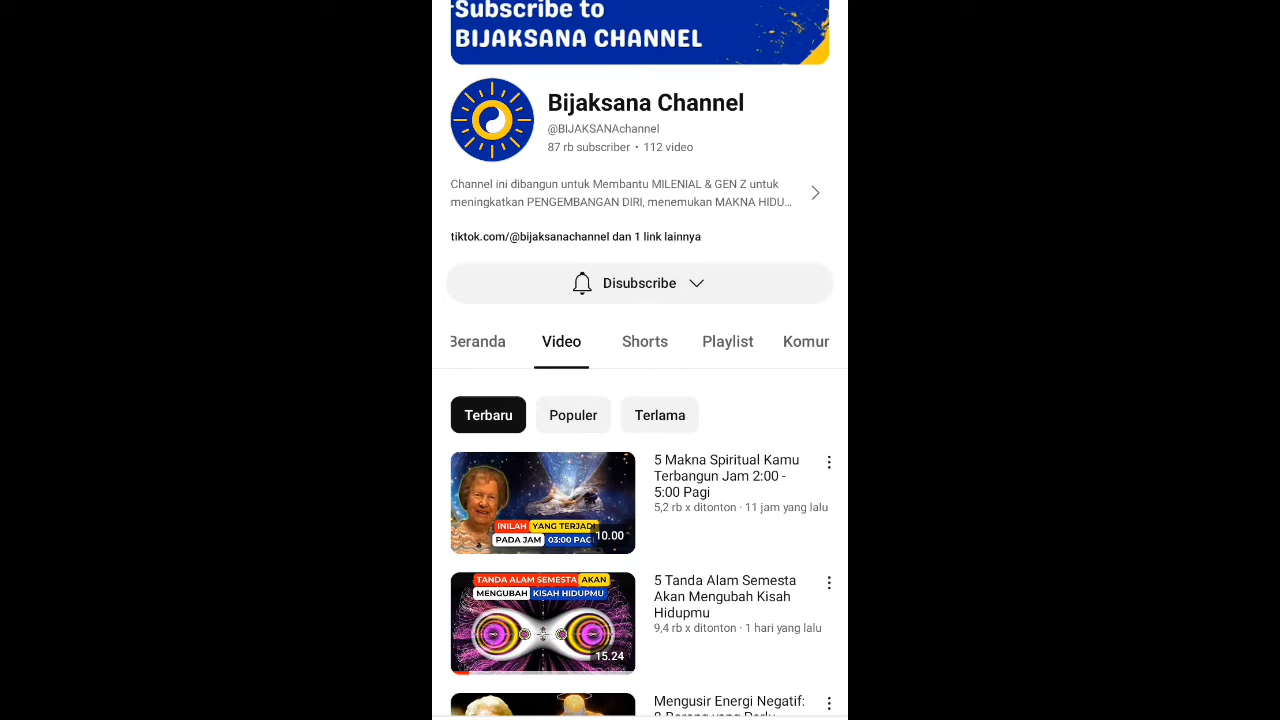 Subscribe to
BIJAKSANA CHANNEL
Bijaksana Channel
@BIJAKSANAchannel
87 rb subscriber • 112 video
Channel ini dibangun untuk Membantu MILENIAL & GEN Z untuk
meningkatkan PENGEMBANGAN DIRI, menemukan MAKNA HIDU...
tiktok.com/@bijaksanachannel dan 1 link lainnya
Disubscribe
Beranda Video Shorts Playlist Komur
Terbaru Populer Terlama
INILAH YANG TERJADI
PADA JAM 03:00 PAGI
10.00
5 Makna Spiritual Kamu
Terbangun Jam 2:00 -
5:00 Pagi
5,2 rb x ditonton · 11 jam yang lalu
TANDA ALAM SEMESTA AKAN
MENGUBAH KISAH HIDUPMU
15.24
5 Tanda Alam Semesta
Akan Mengubah Kisah
Hidupmu
9,4 rb x ditonton · 1 hari yang lalu
Mengusir Energi Negatif:
8 Barang yang Perlu